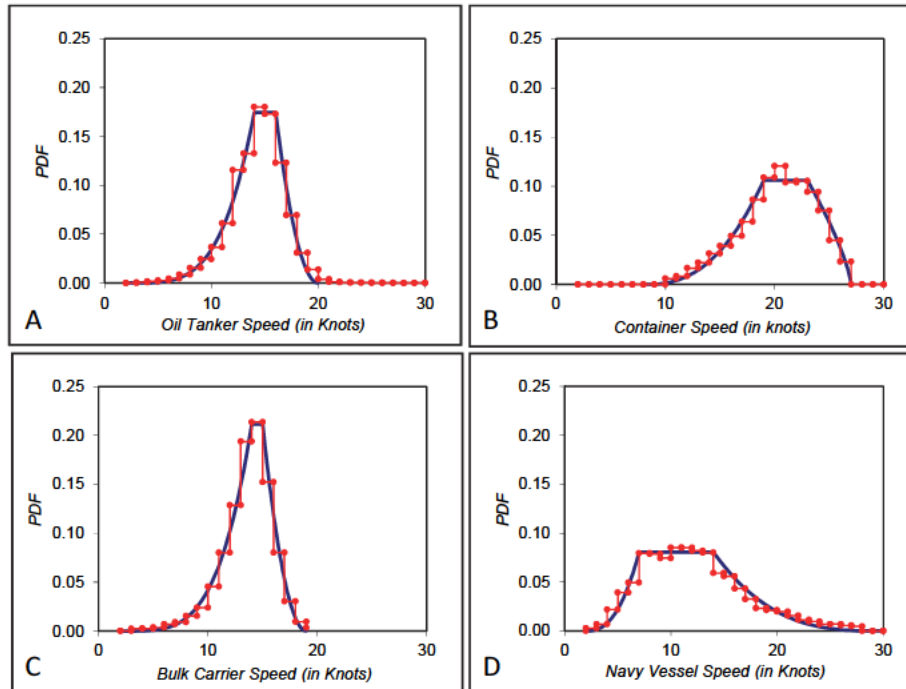 0.25
0.20
0.15
0.10
0.05
0.00
PDF
0 10 20 30
A
Oil Tanker Speed (in Knots)
0.25
0.20
0.15
0.10
0.05
0.00
PDF
0 10 20 30
B
Container Speed (in knots)
0.25
0.20
0.15
0.10
0.05
0.00
PDF
0 10 20 30
C
Bulk Carrier Speed (in Knots)
0.25
0.20
0.15
0.10
0.05
0.00
PDF
0 10 20 30
D
Navy Vessel Speed (in Knots)